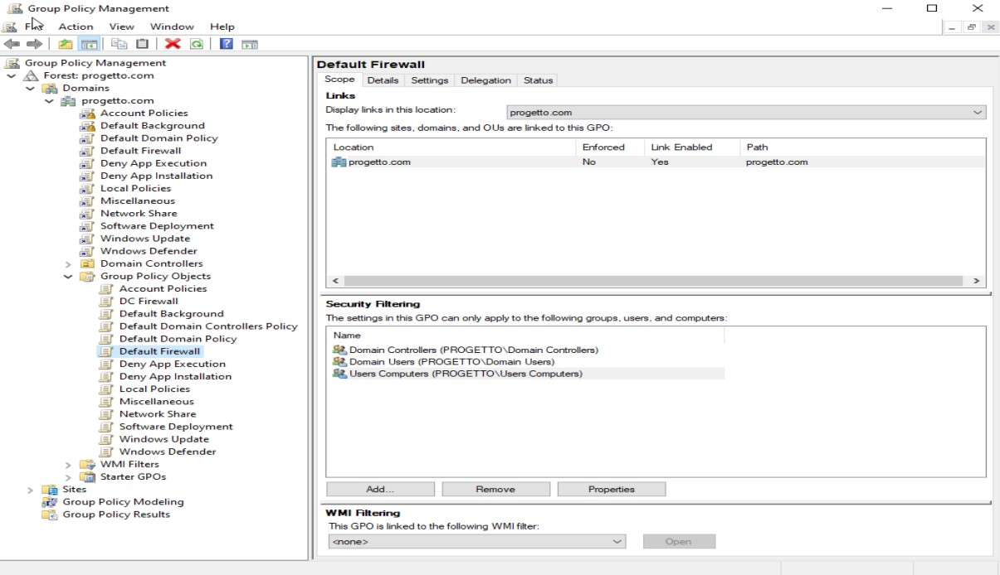 Group Policy Management
File Action View Window Help
Group Policy Management
Forest: progetto.com
Domains
progetto.com
Account Policies
Default Background
Default Domain Policy
Default Firewall
Deny App Execution
Deny App Installation
Local Policies
Miscellaneous
Network Share
Software Deployment
Windows Update
Wndows Defender
Domain Controllers
Group Policy Objects
Account Policies
DC Firewall
Default Background
Default Domain Controllers Policy
Default Domain Policy
Default Firewall
Deny App Execution
Deny App Installation
Local Policies
Miscellaneous
Network Share
Software Deployment
Windows Update
Wndows Defender
WMI Filters
Starter GPOs
Sites
Group Policy Modeling
Group Policy Results
Default Firewall
Scope Details Settings Delegation Status
Links
Display links in this location: progetto.com
The following sites, domains, and OUs are linked to this GPO:
Location Enforced Link Enabled Path
progetto.com No Yes progetto.com
Security Filtering
The settings in this GPO can only apply to the following groups, users, and computers:
Name
Domain Controllers (PROGETTO\Domain Controllers)
Domain Users (PROGETTO\Domain Users)
Users Computers (PROGETTO\Users Computers)
Add... Remove Properties
WMI Filtering
This GPO is linked to the following WMI filter:
<none> Open